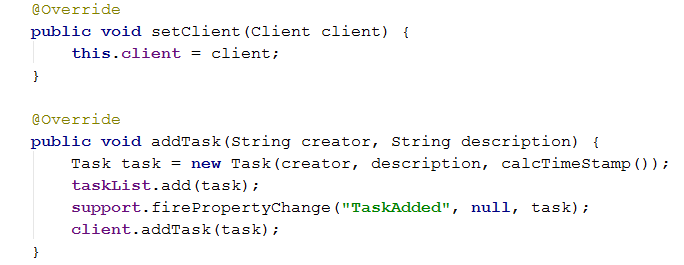 @Override
public void setClient(Client client) {
    this.client = client;
}

@Override
public void addTask(String creator, String description) {
    Task task = new Task(creator, description, calcTimeStamp());
    taskList.add(task);
    support.firePropertyChange("TaskAdded", null, task);
    client.addTask(task);
}